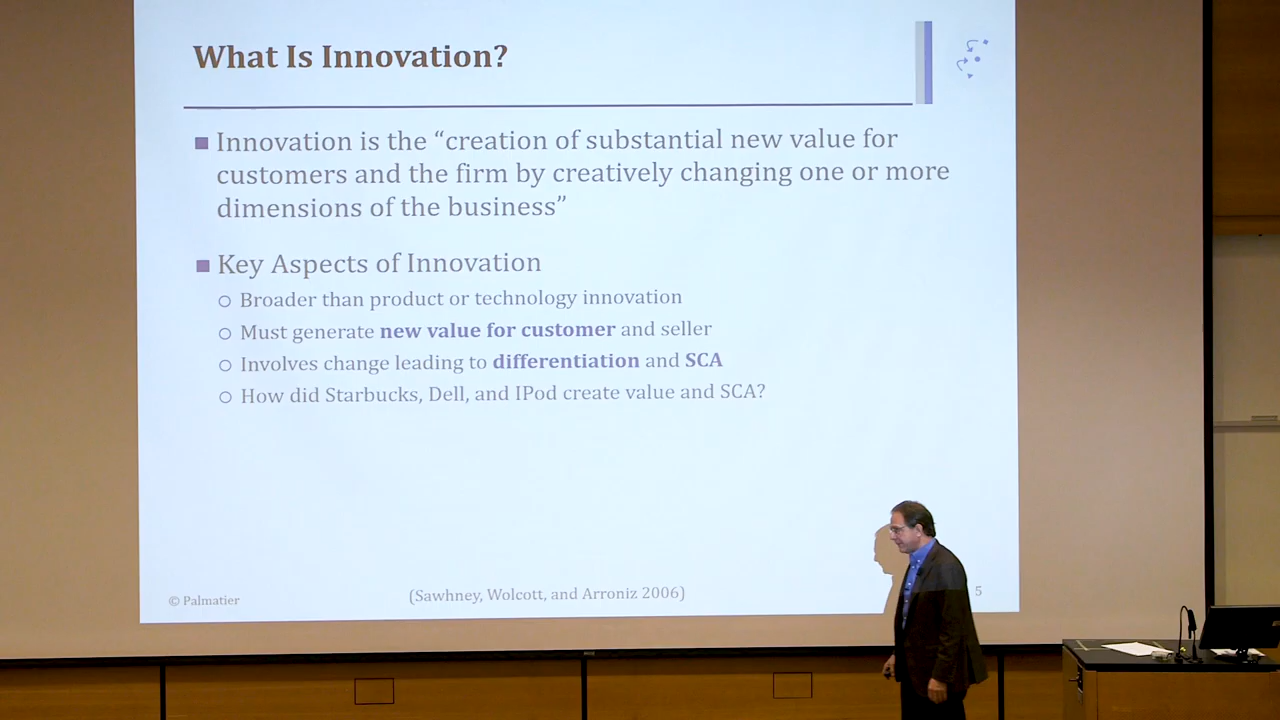 What Is Innovation?
Innovation is the “creation of substantial new value for
customers and the firm by creatively changing one or more
dimensions of the business”
Key Aspects of Innovation
Broader than product or technology innovation
Must generate new value for customer and seller
Involves change leading to differentiation and SCA
How did Starbucks, Dell, and IPod create value and SCA?
© Palmatier
(Sawhney, Wolcott, and Arroniz 2006)
5